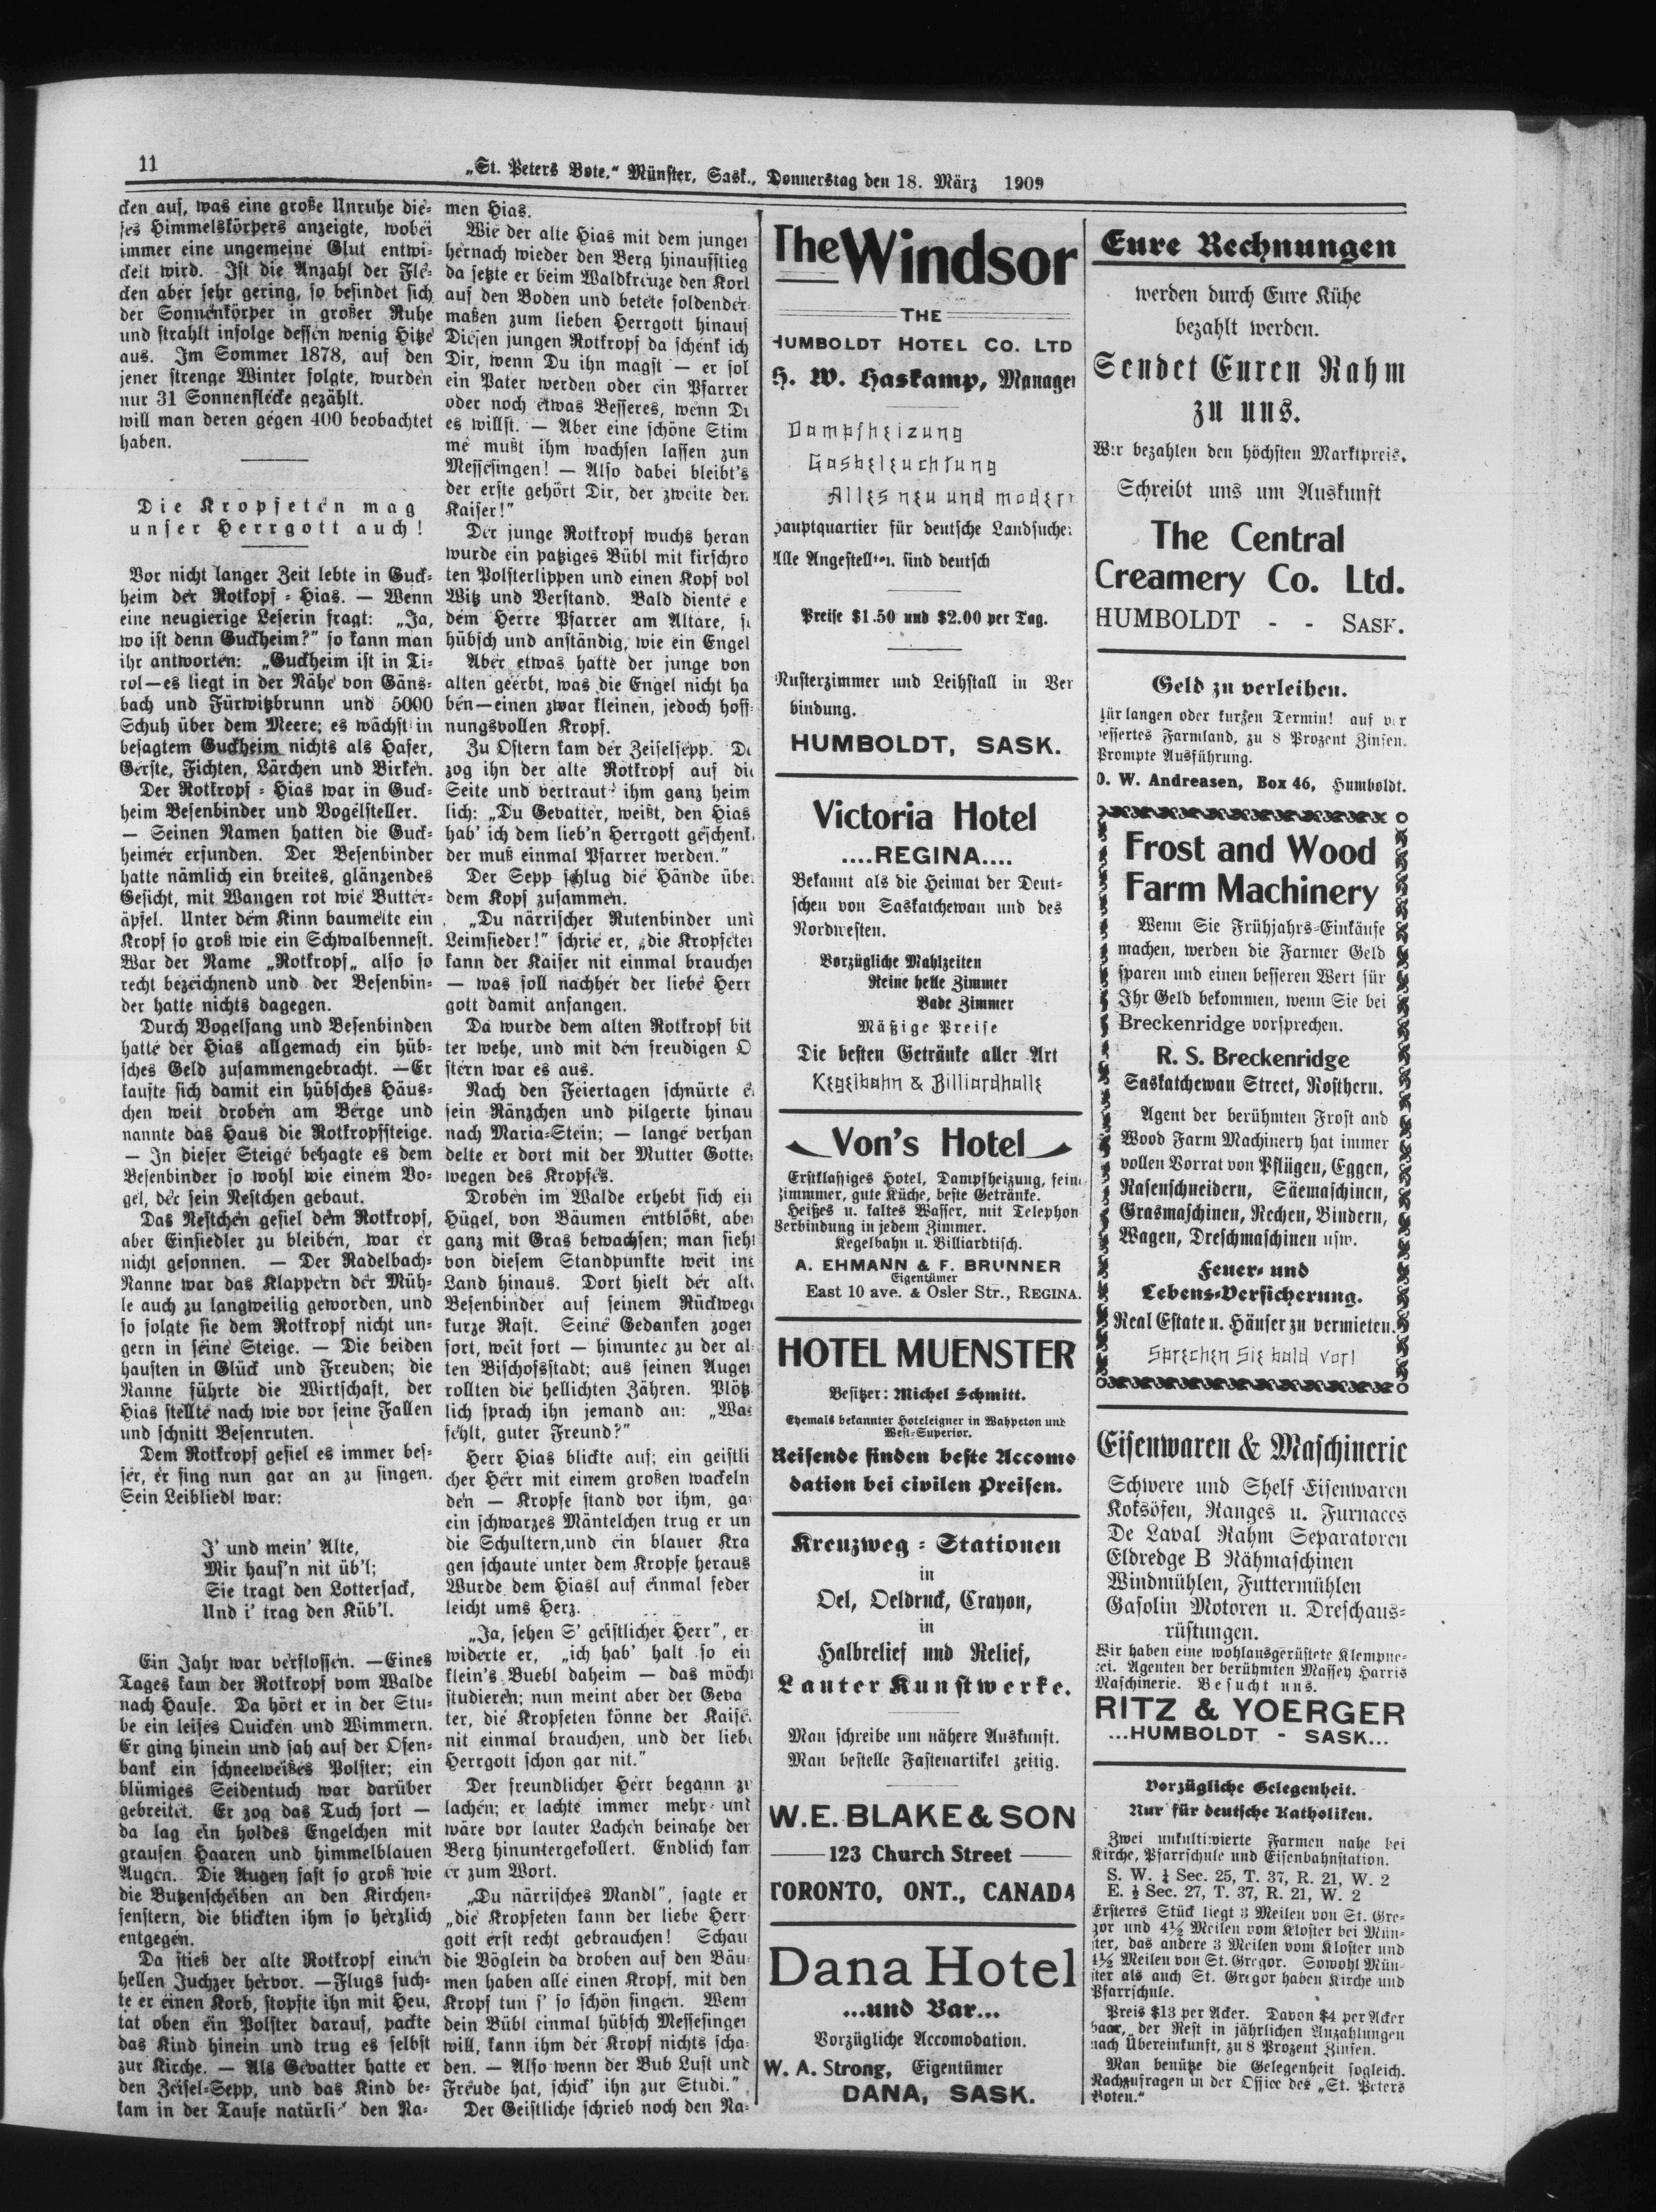 11
„St. Peters Bote," Münster, Sask., Donnerstag den 18. März 1909
cken auf, was eine große Unruhe die-
ses Himmelskörpers anzeigte, wobei
immer eine ungemeine Glut entwi-
ckelt wird. Ist die Anzahl der Fle-
cken aber sehr gering, so befindet sich
der Sonnenkörper in großer Ruhe
und strahlt infolge dessen wenig Hitze
aus. Im Sommer 1878, auf den
jener strenge Winter folgte, wurden
nur 31 Sonnenflecke gezählt.
will man deren gegen 400 beobachtet
haben.
Die Kropfeten mag
unser Herrgott auch!
Vor nicht langer Zeit lebte in Guck-
heim der Rotkopf-Hias. — Wenn
eine neugierige Leserin fragt: „Ja,
wo ist denn Guckheim?" so kann man
ihr antworten: „Guckheim ist in Ti-
rol—es liegt in der Nähe von Gäns-
bach und Fürwitzbrunn und 5000
Schuh über dem Meere; es wächst in
besagtem Guckheim nichts als Hafer,
Gerste, Fichten, Lärchen und Birken.
Der Rotkropf-Hias war in Guck-
heim Besenbinder und Vogelsteller.
— Seinen Namen hatten die Guck-
heimer erfunden. Der Besenbinder
hatte nämlich ein breites, glänzendes
Gesicht, mit Wangen rot wie Butter-
äpfel. Unter dem Kinn baumelte ein
Kropf so groß wie ein Schwalbennest.
War der Name „Rotkropf„ also so
recht bezeichnend und der Besenbin-
der hatte nichts dagegen.
Durch Vogelfang und Besenbinden
hatte der Hias allgemach ein hüb-
sches Geld zusammengebracht. —Er
kaufte sich damit ein hübsches Häus-
chen weit droben am Berge und
nannte das Haus die Rotkropfsteige.
— In dieser Steige behagte es dem
Besenbinder so wohl wie einem Vo-
gel, der sein Nestchen gebaut.
Das Nestchen gefiel dem Rotkropf,
aber Einsiedler zu bleiben, war er
nicht gesonnen. — Der Radelbach-
Nanne war das Klappern der Müh-
le auch zu langweilig geworden, und
so folgte sie dem Rotkropf nicht un-
gern in seine Steige. — Die beiden
hausten in Glück und Freuden; die
Nanne führte die Wirtschaft, der
Hias stellte nach wie vor seine Fallen
und schnitt Besenruten.
Dem Rotkropf gefiel es immer bes-
ser, er fing nun gar an zu singen.
Sein Leibliedl war:
I' und mein' Alte,
Mir haus'n nit üb'l;
Sie tragt den Lottersack,
Und i' trag den Küb'l.
Ein Jahr war verflossen. —Eines
Tages kam der Rotkropf vom Walde
nach Hause. Da hört er in der Stu-
be ein leises Quicken und Wimmern.
Er ging hinein und sah auf der Ofen-
bank ein schneeweißes Polster; ein
blümiges Seidentuch war darüber
gebreitet. Er zog das Tuch fort —
da lag ein holdes Engelchen mit
grausen Haaren und himmelblauen
Augen. Die Augen fast so groß wie
die Butzenscheiben an den Kirchen-
fenstern, die blickten ihm so herzlich
entgegen.
Da stieß der alte Rotkropf einen
hellen Juchzer hervor. —Flugs such-
te er einen Korb, stopfte ihn mit Heu,
tat oben ein Polster darauf, packte
das Kind hinein und trug es selbst
zur Kirche. — Als Gevatter hatte er
den Zeisel-Sepp, und das Kind be-
kam in der Taufe natürli den Na-
men Hias.
Wie der alte Hias mit dem junger
hernach wieder den Berg hinaufstieg
da setzte er beim Waldkreuze den Korl
auf den Boden und betete foldender
maßen zum lieben Herrgott hinauf
Diesen jungen Rotkropf da schenk ich
Dir, wenn Du ihn magst — er sol
ein Pater werden oder ein Pfarrer
oder noch etwas Besseres, wenn Du
es willst. — Aber eine schöne Stim
me mußt ihm wachsen lassen zun
Messesingen! — Also dabei bleibt's
der erste gehört Dir, der zweite den
Kaiser!"
Der junge Rotkropf wuchs heran
wurde ein patziges Bübl mit kirschro
ten Polsterlippen und einen Kopf vol
Witz und Verstand. Bald diente e
dem Herre Pfarrer am Altare, s
hübsch und anständig, wie ein Engel
Aber etwas hatte der junge von
alten geerbt, was die Engel nicht ha
ben—einen zwar kleinen, jedoch hoff-
nungsvollen Kropf.
Zu Ostern kam der Zeiselsepp. De
zog ihn der alte Rotkropf auf die
Seite und vertraut' ihm ganz heim
lich: „Du Gevatter, weißt, den Hias
hab' ich dem lieb'n Herrgott geschenk.
der muß einmal Pfarrer werden."
Der Sepp schlug die Hände übe
dem Kopf zusammen.
„Du närrischer Rutenbinder und
Leimsieder!" schrie er, „die Kropfeter
kann der Kaiser nit einmal braucher
— was soll nachher der liebe Herr
gott damit anfangen.
Da wurde dem alten Rotkropf bit
ter wehe, und mit den freudigen O
stern war es aus.
Nach den Feiertagen schnürte e
sein Ränzchen und pilgerte hinau
nach Maria-Stein; — lange verhan
delte er dort mit der Mutter Gottes
wegen des Kropfes.
Droben im Walde erhebt sich ein
Hügel, von Bäumen entblößt, aber
ganz mit Gras bewachsen; man sieht
von diesem Standpunkte weit ins
Land hinaus. Dort hielt der alte
Besenbinder auf seinem Rückwege
kurze Rast. Seine Gedanken zogen
fort, weit fort — hinunter zu der al-
ten Bischofsstadt; aus seinen Augen
rollten die hellichten Zähren. Plötz
lich sprach ihn jemand an: „Was
fehlt, guter Freund?"
Herr Hias blickte auf; ein geistli
cher Herr mit einem großen wackeln
den — Kropfe stand vor ihm, ga
ein schwarzes Mäntelchen trug er un
die Schultern,und ein blauer Kra
gen schaute unter dem Kropfe heraus
Wurde dem Hiasl auf einmal feder
leicht ums Herz.
„Ja, sehen S' geistlicher Herr", er
widerte er, „ich hab' halt so ein
klein's Buebl daheim — das möcht
studieren; nun meint aber der Geva
ter, die Kropfeten könne der Kaise
nit einmal brauchen, und der liebe
Herrgott schon gar nit."
Der freundlicher Herr begann zu
lachen; er lachte immer mehr und
wäre vor lauter Lachen beinahe den
Berg hinuntergekollert. Endlich kam
er zum Wort.
„Du närrisches Mandl", sagte er
„die Kropfeten kann der liebe Herr
gott erst recht gebrauchen! Schau
die Vöglein da droben auf den Bäu-
men haben alle einen Kropf, mit den
Kropf tun s' so schön singen. Wenn
dein Bübl einmal hübsch Messesingen
will, kann ihm der Kropf nichts scha-
den. — Also wenn der Bub Lust und
Freude hat, schick' ihn zur Studi."
Der Geistliche schrieb noch den Na-
The Windsor
THE
HUMBOLDT HOTEL CO. LTD
H. W. Haskamp, Manager
Dampfheizung
Gasbeleuchtung
Alles neu und modern
Hauptquartier für deutsche Landsucher
Alle Angestellten sind deutsch
Preise $1.50 und $2.00 per Tag.
Musterzimmer und Leihstall in Ver
bindung.
HUMBOLDT, SASK.
Victoria Hotel
....REGINA....
Bekannt als die Heimat der Deut-
schen von Saskatchewan und des
Nordwesten.
Vorzügliche Mahlzeiten
Reine helle Zimmer
Bade Zimmer
Mäßige Preise
Die besten Getränke aller Art
Kegelbahn & Billiardhalle
Von's Hotel
Erstklassiges Hotel, Dampfheizung, feine
Zimmmer, gute Küche, beste Getränke.
Heißes u. kaltes Wasser, mit Telephon
Verbindung in jedem Zimmer.
Kegelbahn u. Billiardtisch.
A. EHMANN & F. BRUNNER
Eigentümer
East 10 ave. & Osler Str., REGINA.
HOTEL MUENSTER
Besitzer: Michel Schmitt.
Ehemals bekannter Hoteleigner in Wahpeton und
West-Superior.
Reisende finden beste Accomo
dation bei civilen Preisen.
Kreuzweg-Stationen
in
Oel, Oeldruck, Crayon,
in
Halbrelief und Relief,
Lauter Kunstwerke.
Man schreibe um nähere Auskunft.
Man bestelle Fastenartikel zeitig.
W. E. BLAKE & SON
123 Church Street
TORONTO, ONT., CANADA
Dana Hotel
...und Bar...
Vorzügliche Accomodation.
W. A. Strong, Eigentümer
DANA, SASK.
Eure Rechnungen
werden durch Eure Kühe
bezahlt werden.
Sendet Euren Rahm
zu uns.
Wir bezahlen den höchsten Marktpreis.
Schreibt uns um Auskunft
The Central
Creamery Co. Ltd.
HUMBOLDT - - SASK.
Geld zu verleihen.
für langen oder kurzen Termin! auf ver
bessertes Farmland, zu 8 Prozent Zinsen.
Prompte Ausführung.
O. W. Andreasen, Box 46, Humboldt.
Frost and Wood
Farm Machinery
Wenn Sie Frühjahrs-Einkäufe
machen, werden die Farmer Geld
sparen und einen besseren Wert für
Ihr Geld bekommen, wenn Sie bei
Breckenridge vorsprechen.
R. S. Breckenridge
Saskatchewan Street, Rosthern.
Agent der berühmten Frost and
Wood Farm Machinery hat immer
vollen Vorrat von Pflügen, Eggen,
Rasenschneidern, Säemaschinen,
Grasmaschinen, Rechen, Bindern,
Wagen, Dreschmaschinen usw.
Feuer- und
Lebens-Versicherung.
Real Estate u. Häuser zu vermieten.
Sprechen Sie bald vor!
Eisenwaren & Maschinerie
Schwere und Shelf Eisenwaren
Koksöfen, Ranges u. Furnaces
De Laval Rahm Separatoren
Eldredge B Nähmaschinen
Windmühlen, Futtermühlen
Gasolin Motoren u. Dreschaus-
rüstungen.
Wir haben eine wohlausgerüstete Klempne-
rei. Agenten der berühmten Massey Harris
Maschinerie. Besucht uns.
RITZ & YOERGER
...HUMBOLDT - SASK...
Vorzügliche Gelegenheit.
Nur für deutsche Katholiken.
Zwei unkultivierte Farmen nahe bei
Kirche, Pfarrschule und Eisenbahnstation.
S. W. ¼ Sec. 25, T. 37, R. 21, W. 2
E. ½ Sec. 27, T. 37, R. 21, W. 2
Ersteres Stück liegt 3 Meilen von St. Gre-
gor und 4½ Meilen vom Kloster bei Mün-
ster, das andere 3 Meilen vom Kloster und
4½ Meilen von St. Gregor. Sowohl Mün-
ster als auch St. Gregor haben Kirche und
Pfarrschule.
Preis $13 per Acker. Davon $4 per Acker
baar, der Rest in jährlichen Anzahlungen
nach Übereinkunft, zu 8 Prozent Zinsen.
Man benütze die Gelegenheit sogleich.
Nachzufragen in der Office des „St. Peters
Boten."